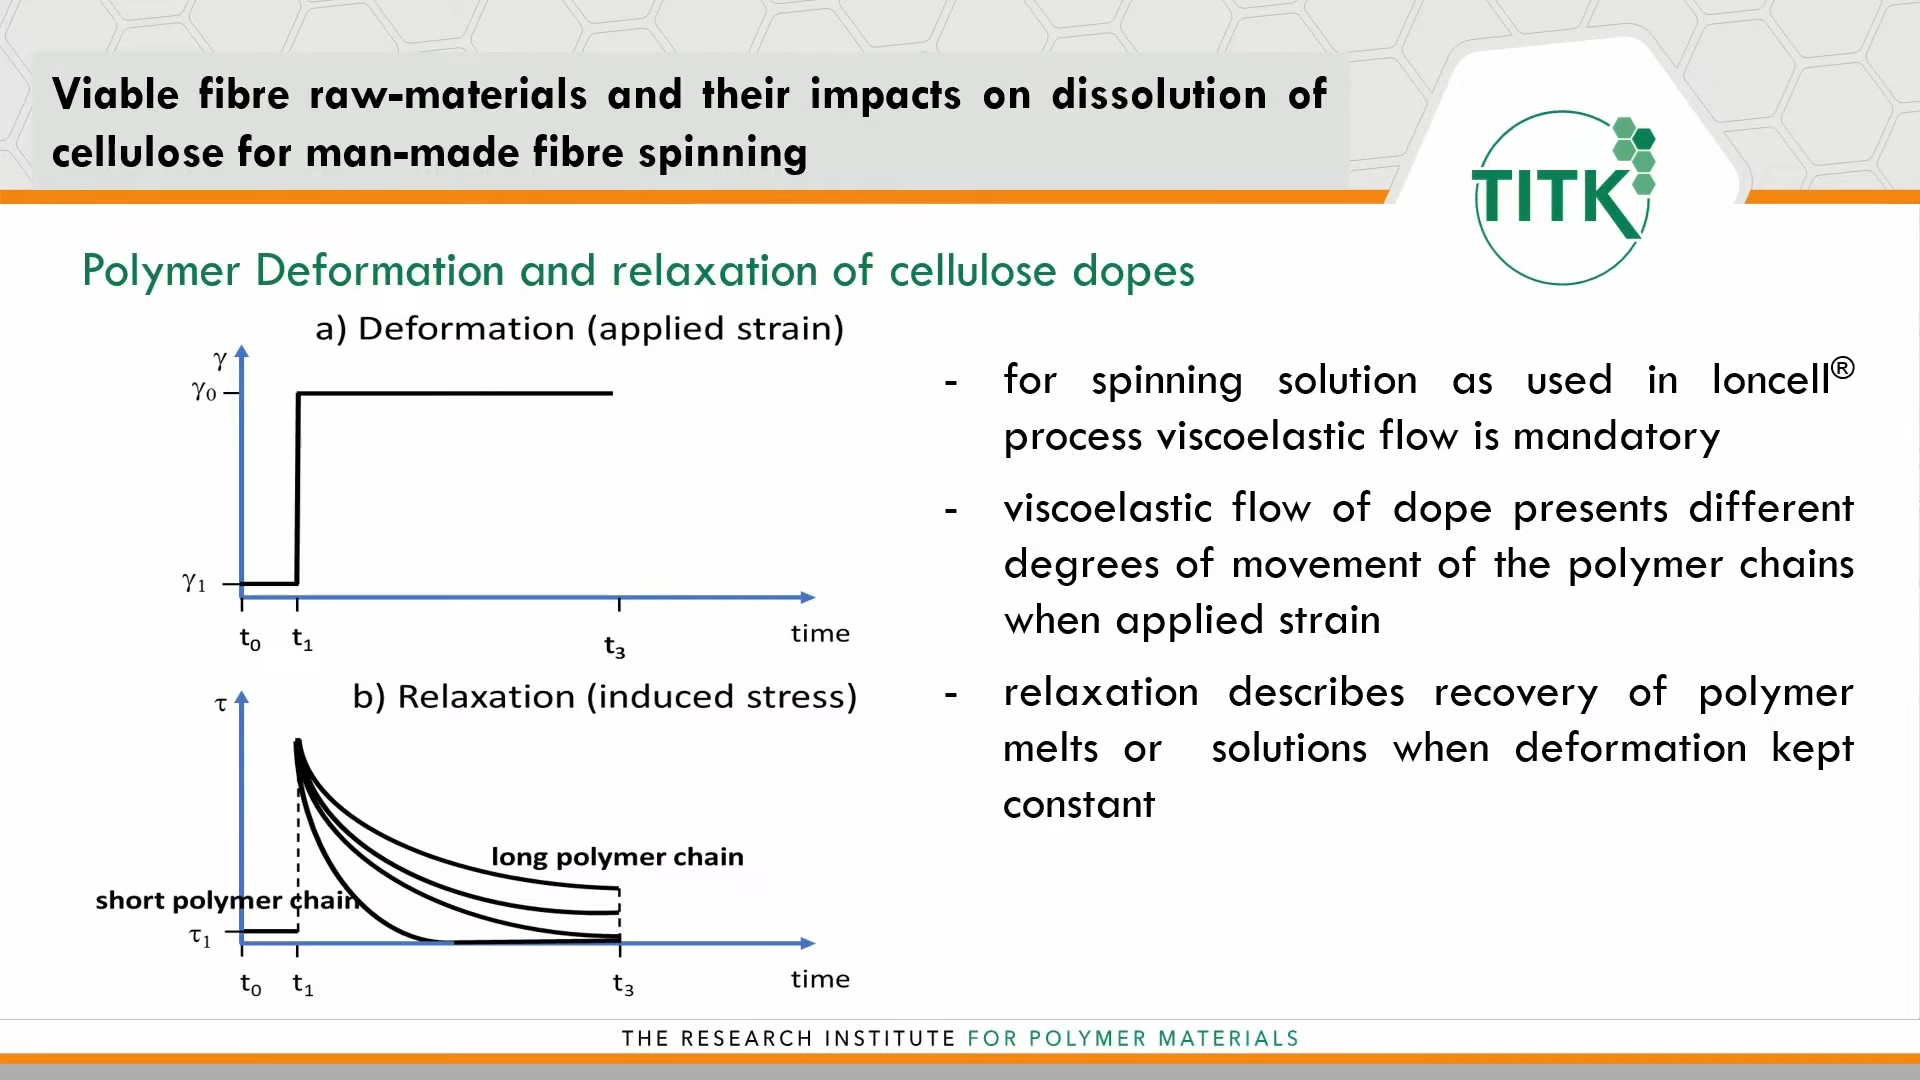 Viable fibre raw-materials and their impacts on dissolution of
cellulose for man-made fibre spinning
TITK
Polymer Deformation and relaxation of cellulose dopes
a) Deformation (applied strain)
γ
γ0
γ1
t0 t1 t3 time
b) Relaxation (induced stress)
τ
long polymer chain
short polymer chain
τ1
t0 t1 t3 time
- for spinning solution as used in loncell®
process viscoelastic flow is mandatory
- viscoelastic flow of dope presents different
degrees of movement of the polymer chains
when applied strain
- relaxation describes recovery of polymer
melts or solutions when deformation kept
constant
THE RESEARCH INSTITUTE FOR POLYMER MATERIALS